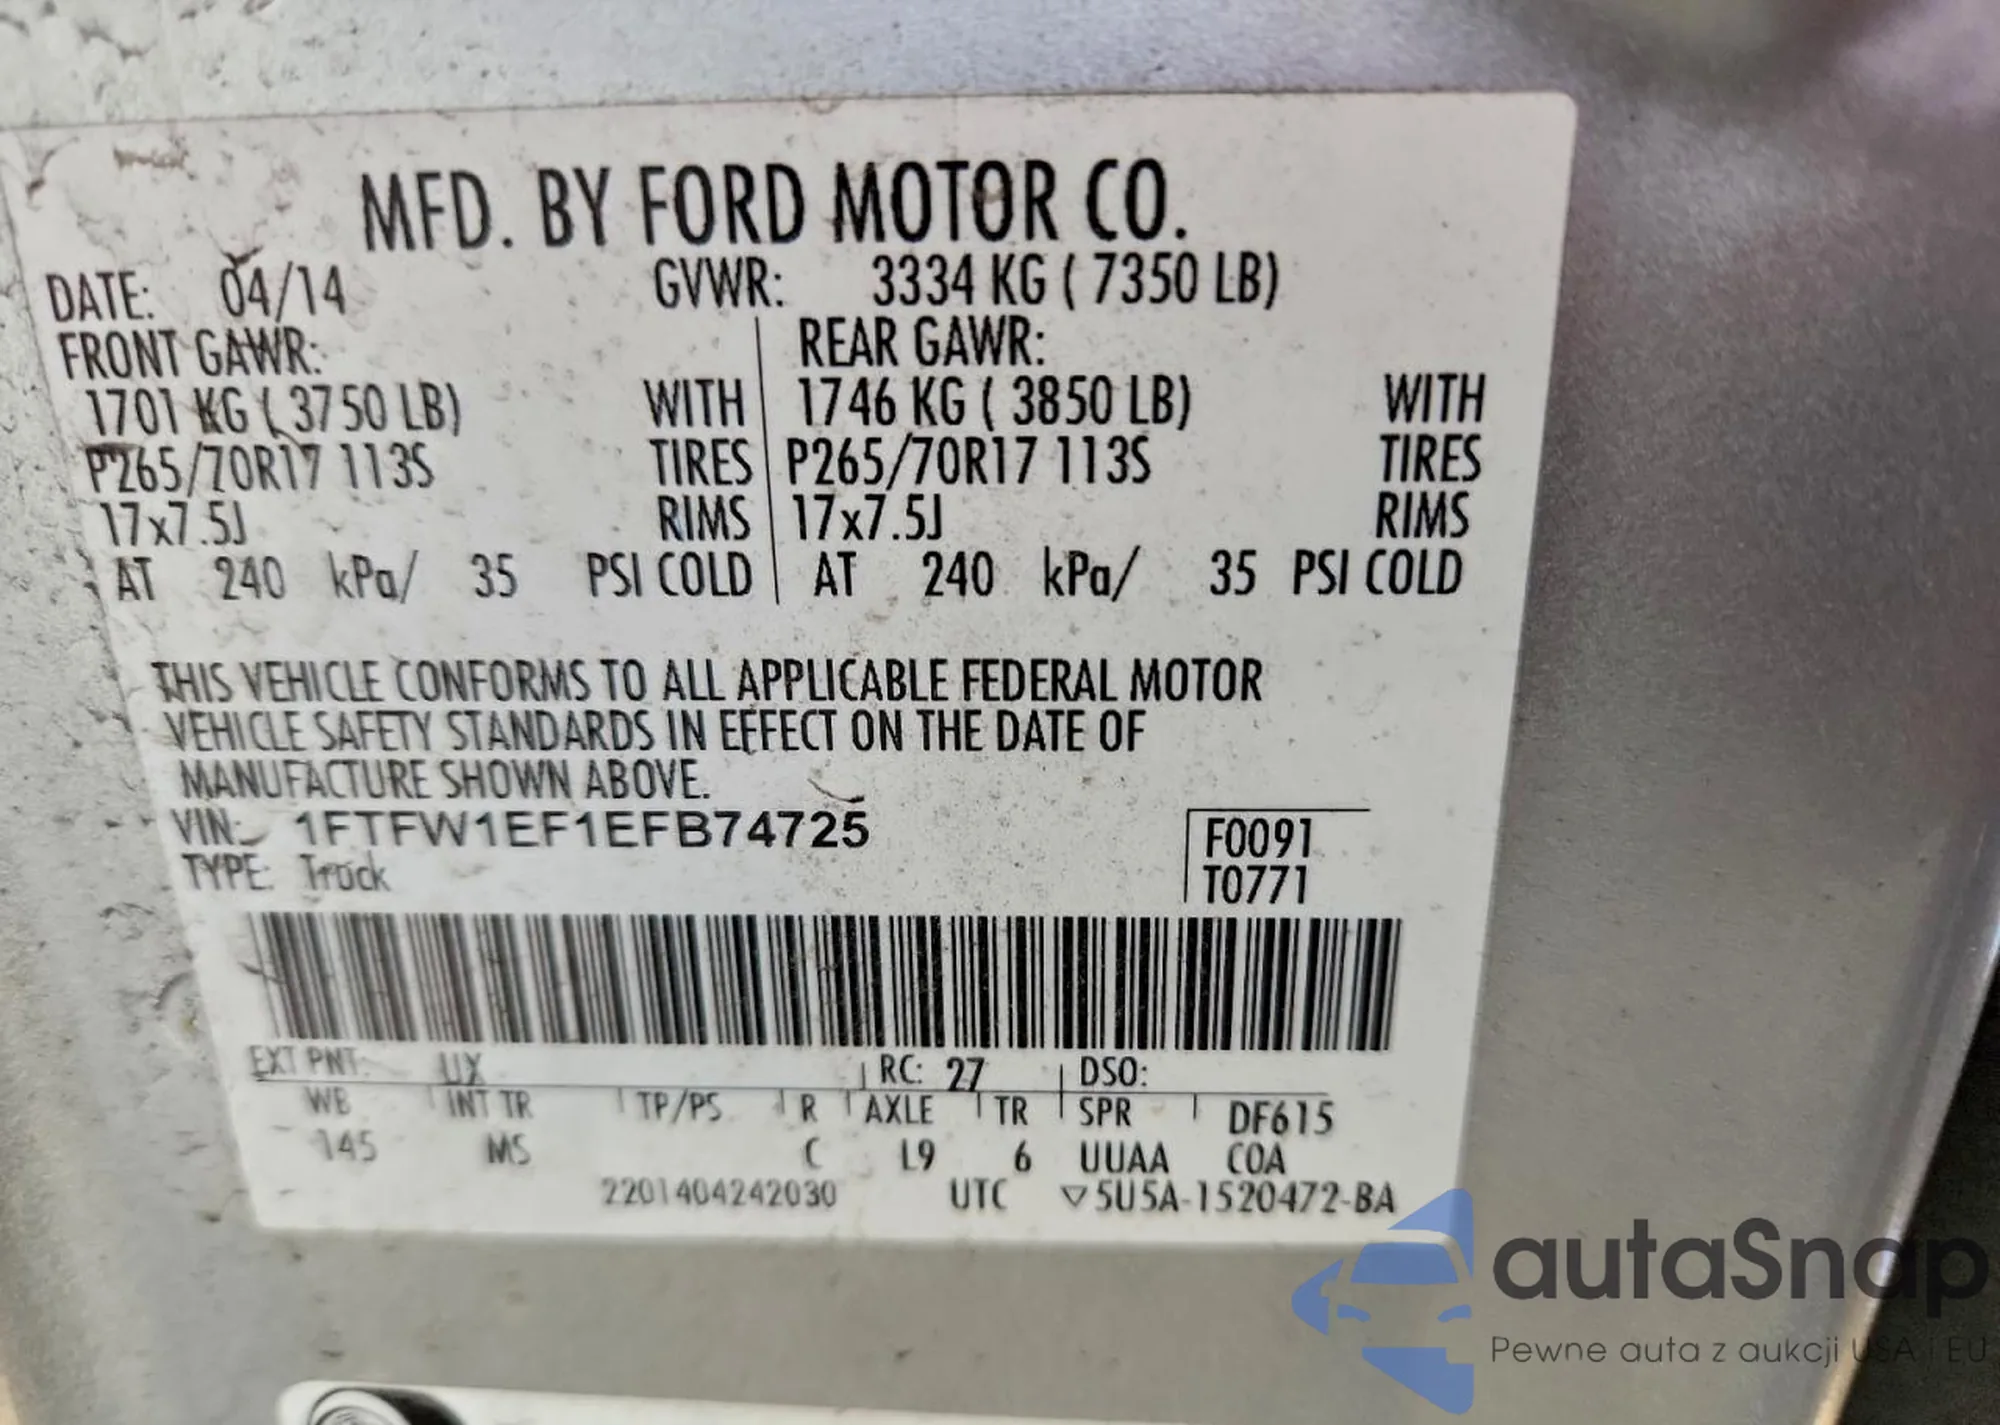 MFD. BY FORD MOTOR CO.
DATE: 04/14 GVWR: 3334 KG ( 7350 LB)
FRONT GAWR: REAR GAWR:
1701 KG ( 3750 LB) WITH 1746 KG ( 3850 LB) WITH
P265/70R17 113S TIRES P265/70R17 113S TIRES
17x7.5J RIMS 17x7.5J RIMS
AT 240 kPa/ 35 PSI COLD AT 240 kPa/ 35 PSI COLD
THIS VEHICLE CONFORMS TO ALL APPLICABLE FEDERAL MOTOR
VEHICLE SAFETY STANDARDS IN EFFECT ON THE DATE OF
MANUFACTURE SHOWN ABOVE.
VIN: 1FTFW1EF1EFB74725 F0091
TYPE: Truck T0771
EXT PNT: UX RC: 27 DSO:
WB INT TR TP/PS R AXLE TR SPR DF615
145 MS C L9 6 UUAA COA
2201404242030 UTC ▽5U5A-1520472-BA
autaSnap
Pewne auta z aukcji USA i EU